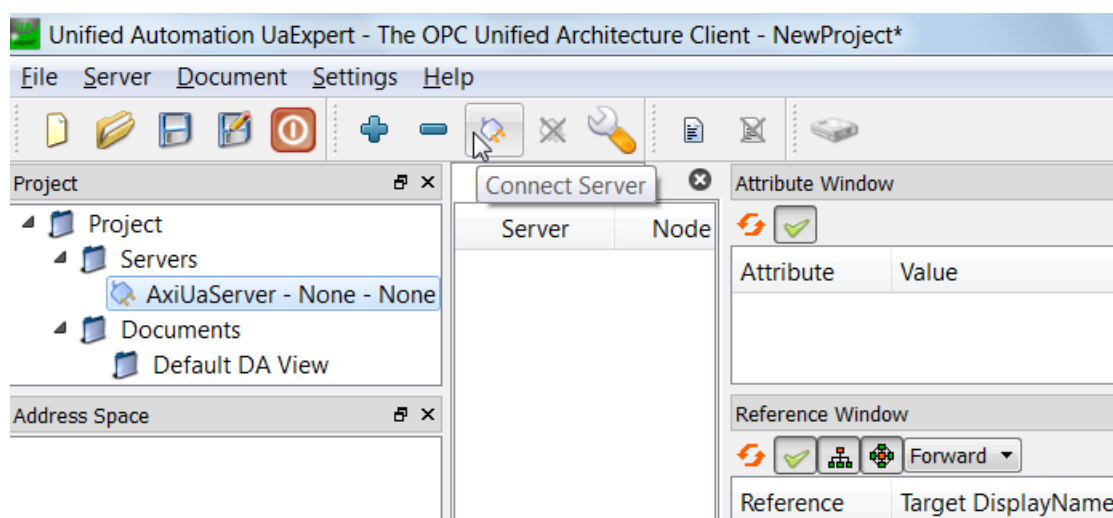 Unified Automation UaExpert - The OPC Unified Architecture Client - NewProject*
File Server Document Settings Help
Connect Server
Project
Project
Servers
AxiUaServer - None - None
Documents
Default DA View
Address Space
Server Node
Attribute Window
Attribute Value
Reference Window
Forward
Reference Target DisplayName